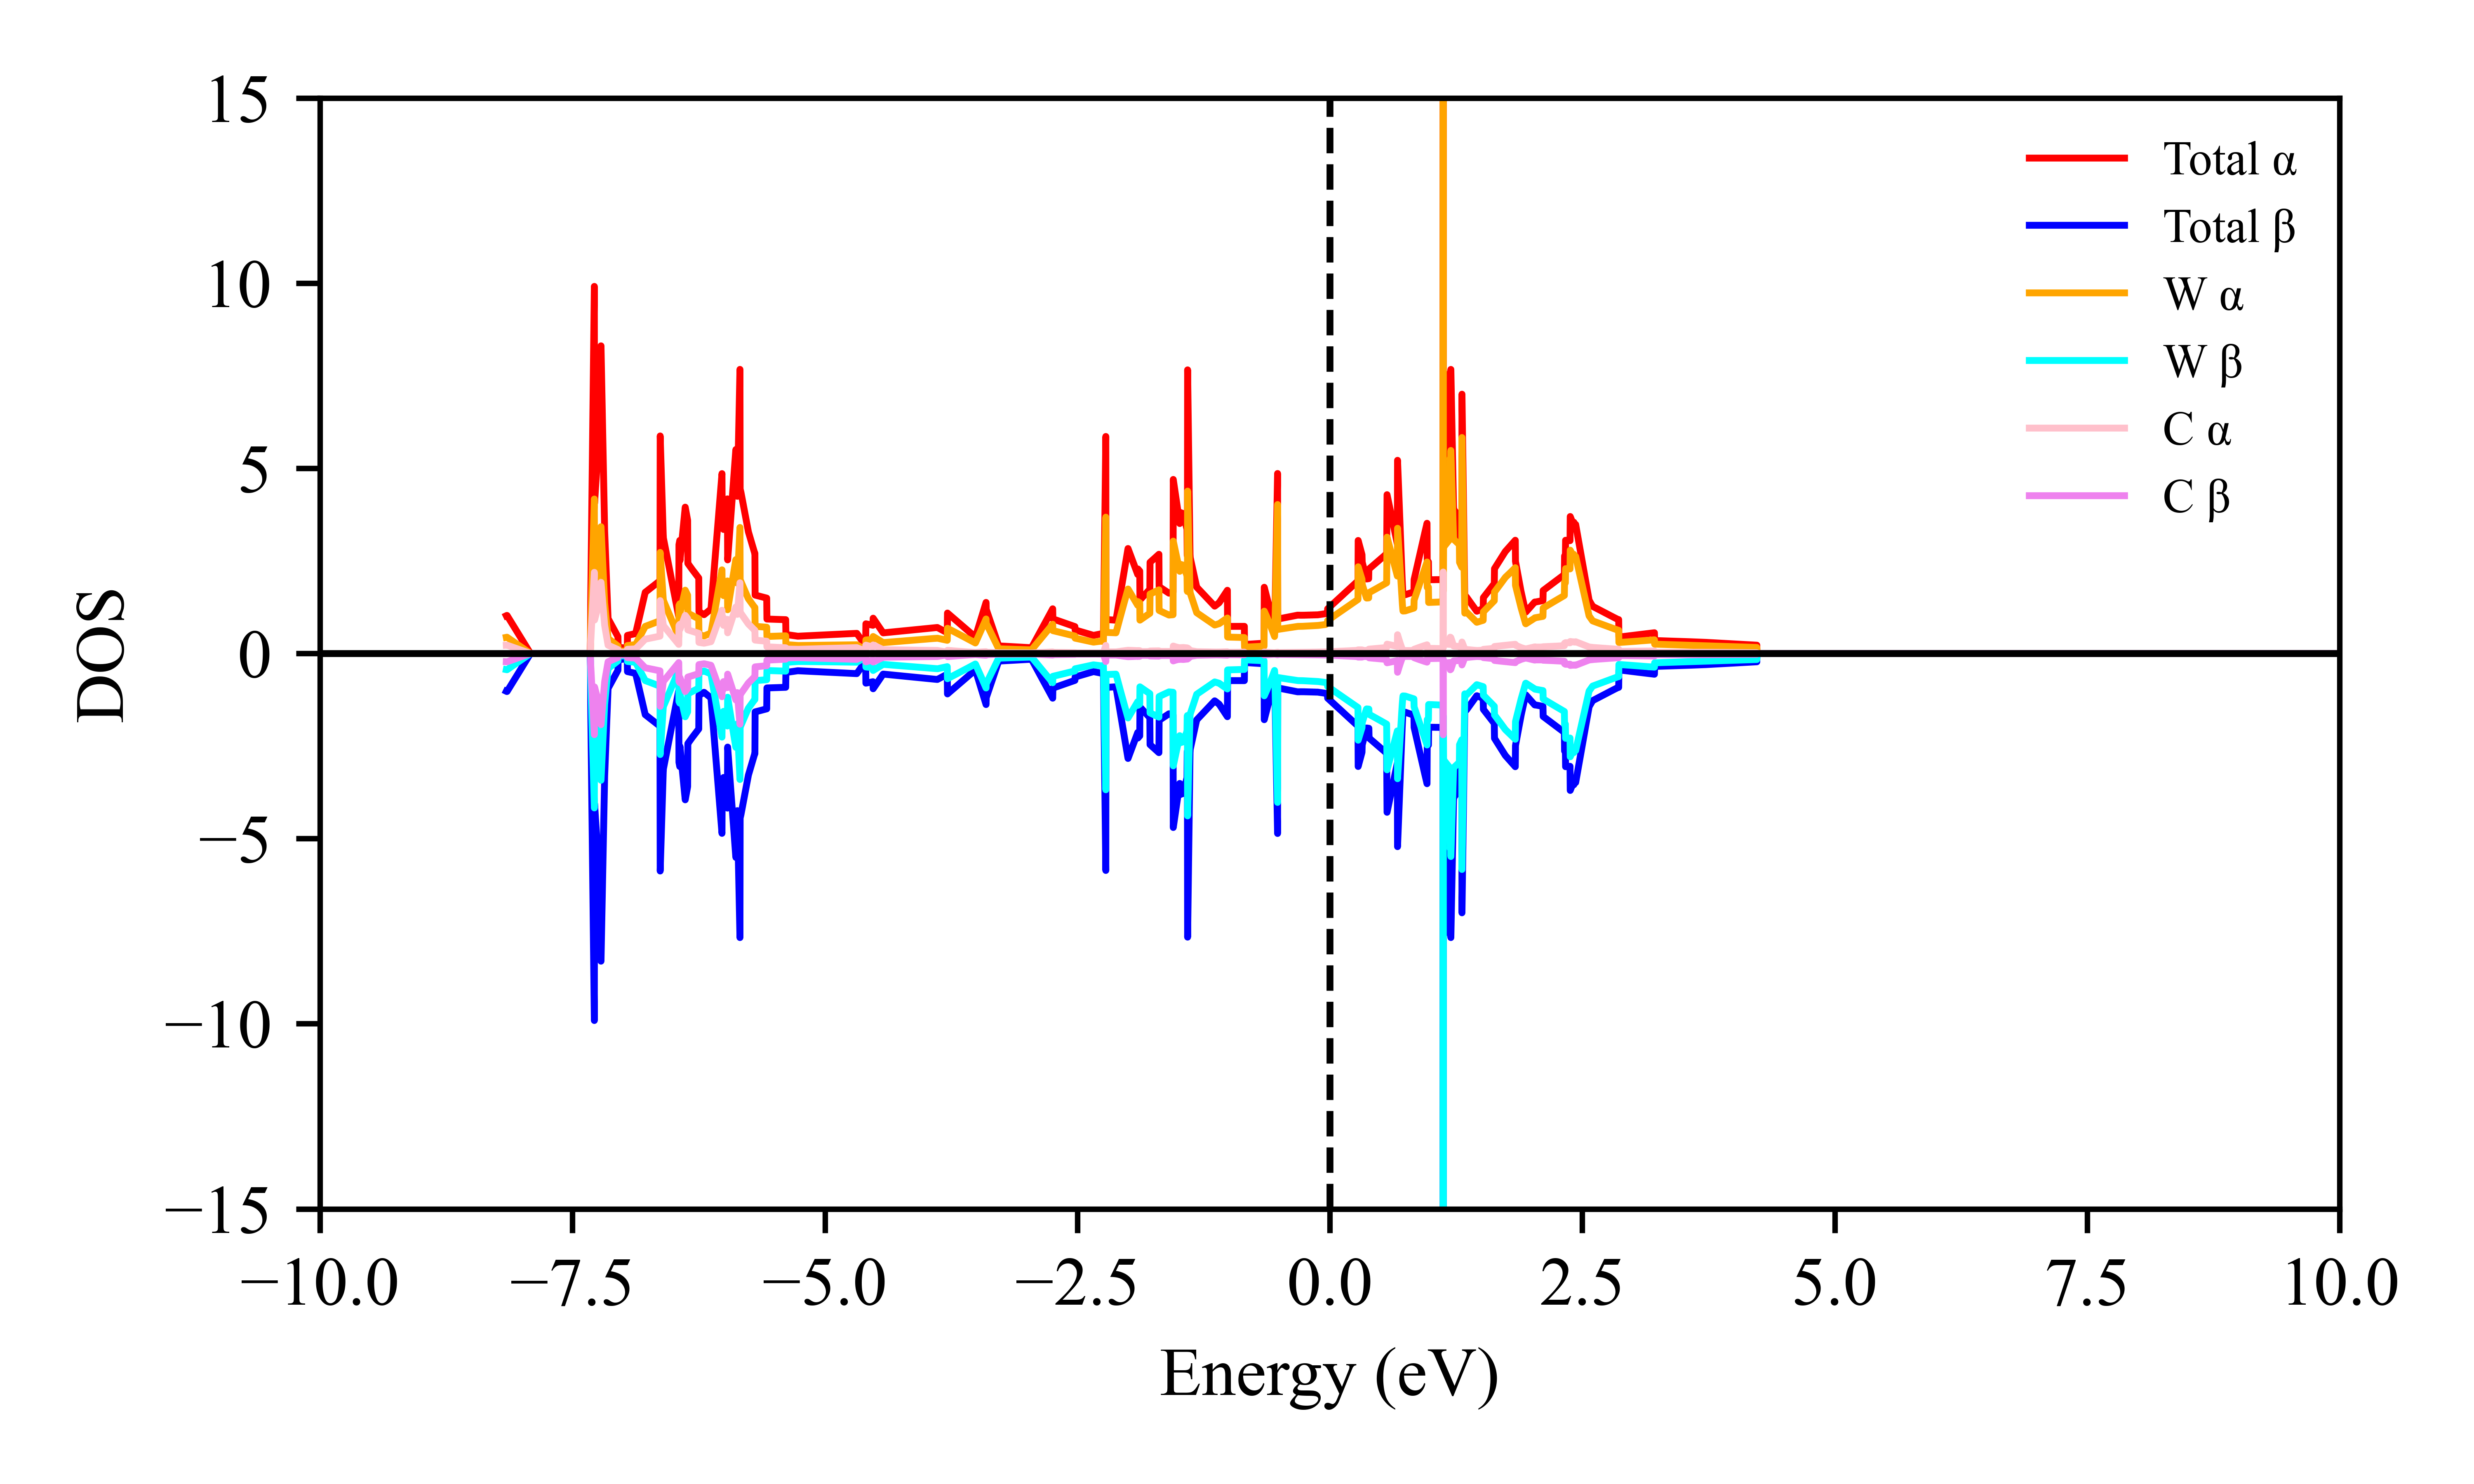 15
10
5
0
−5
−10
−15
DOS
Total α
Total β
W α
W β
C α
C β
−10.0 −7.5 −5.0 −2.5 0.0 2.5 5.0 7.5 10.0
Energy (eV)